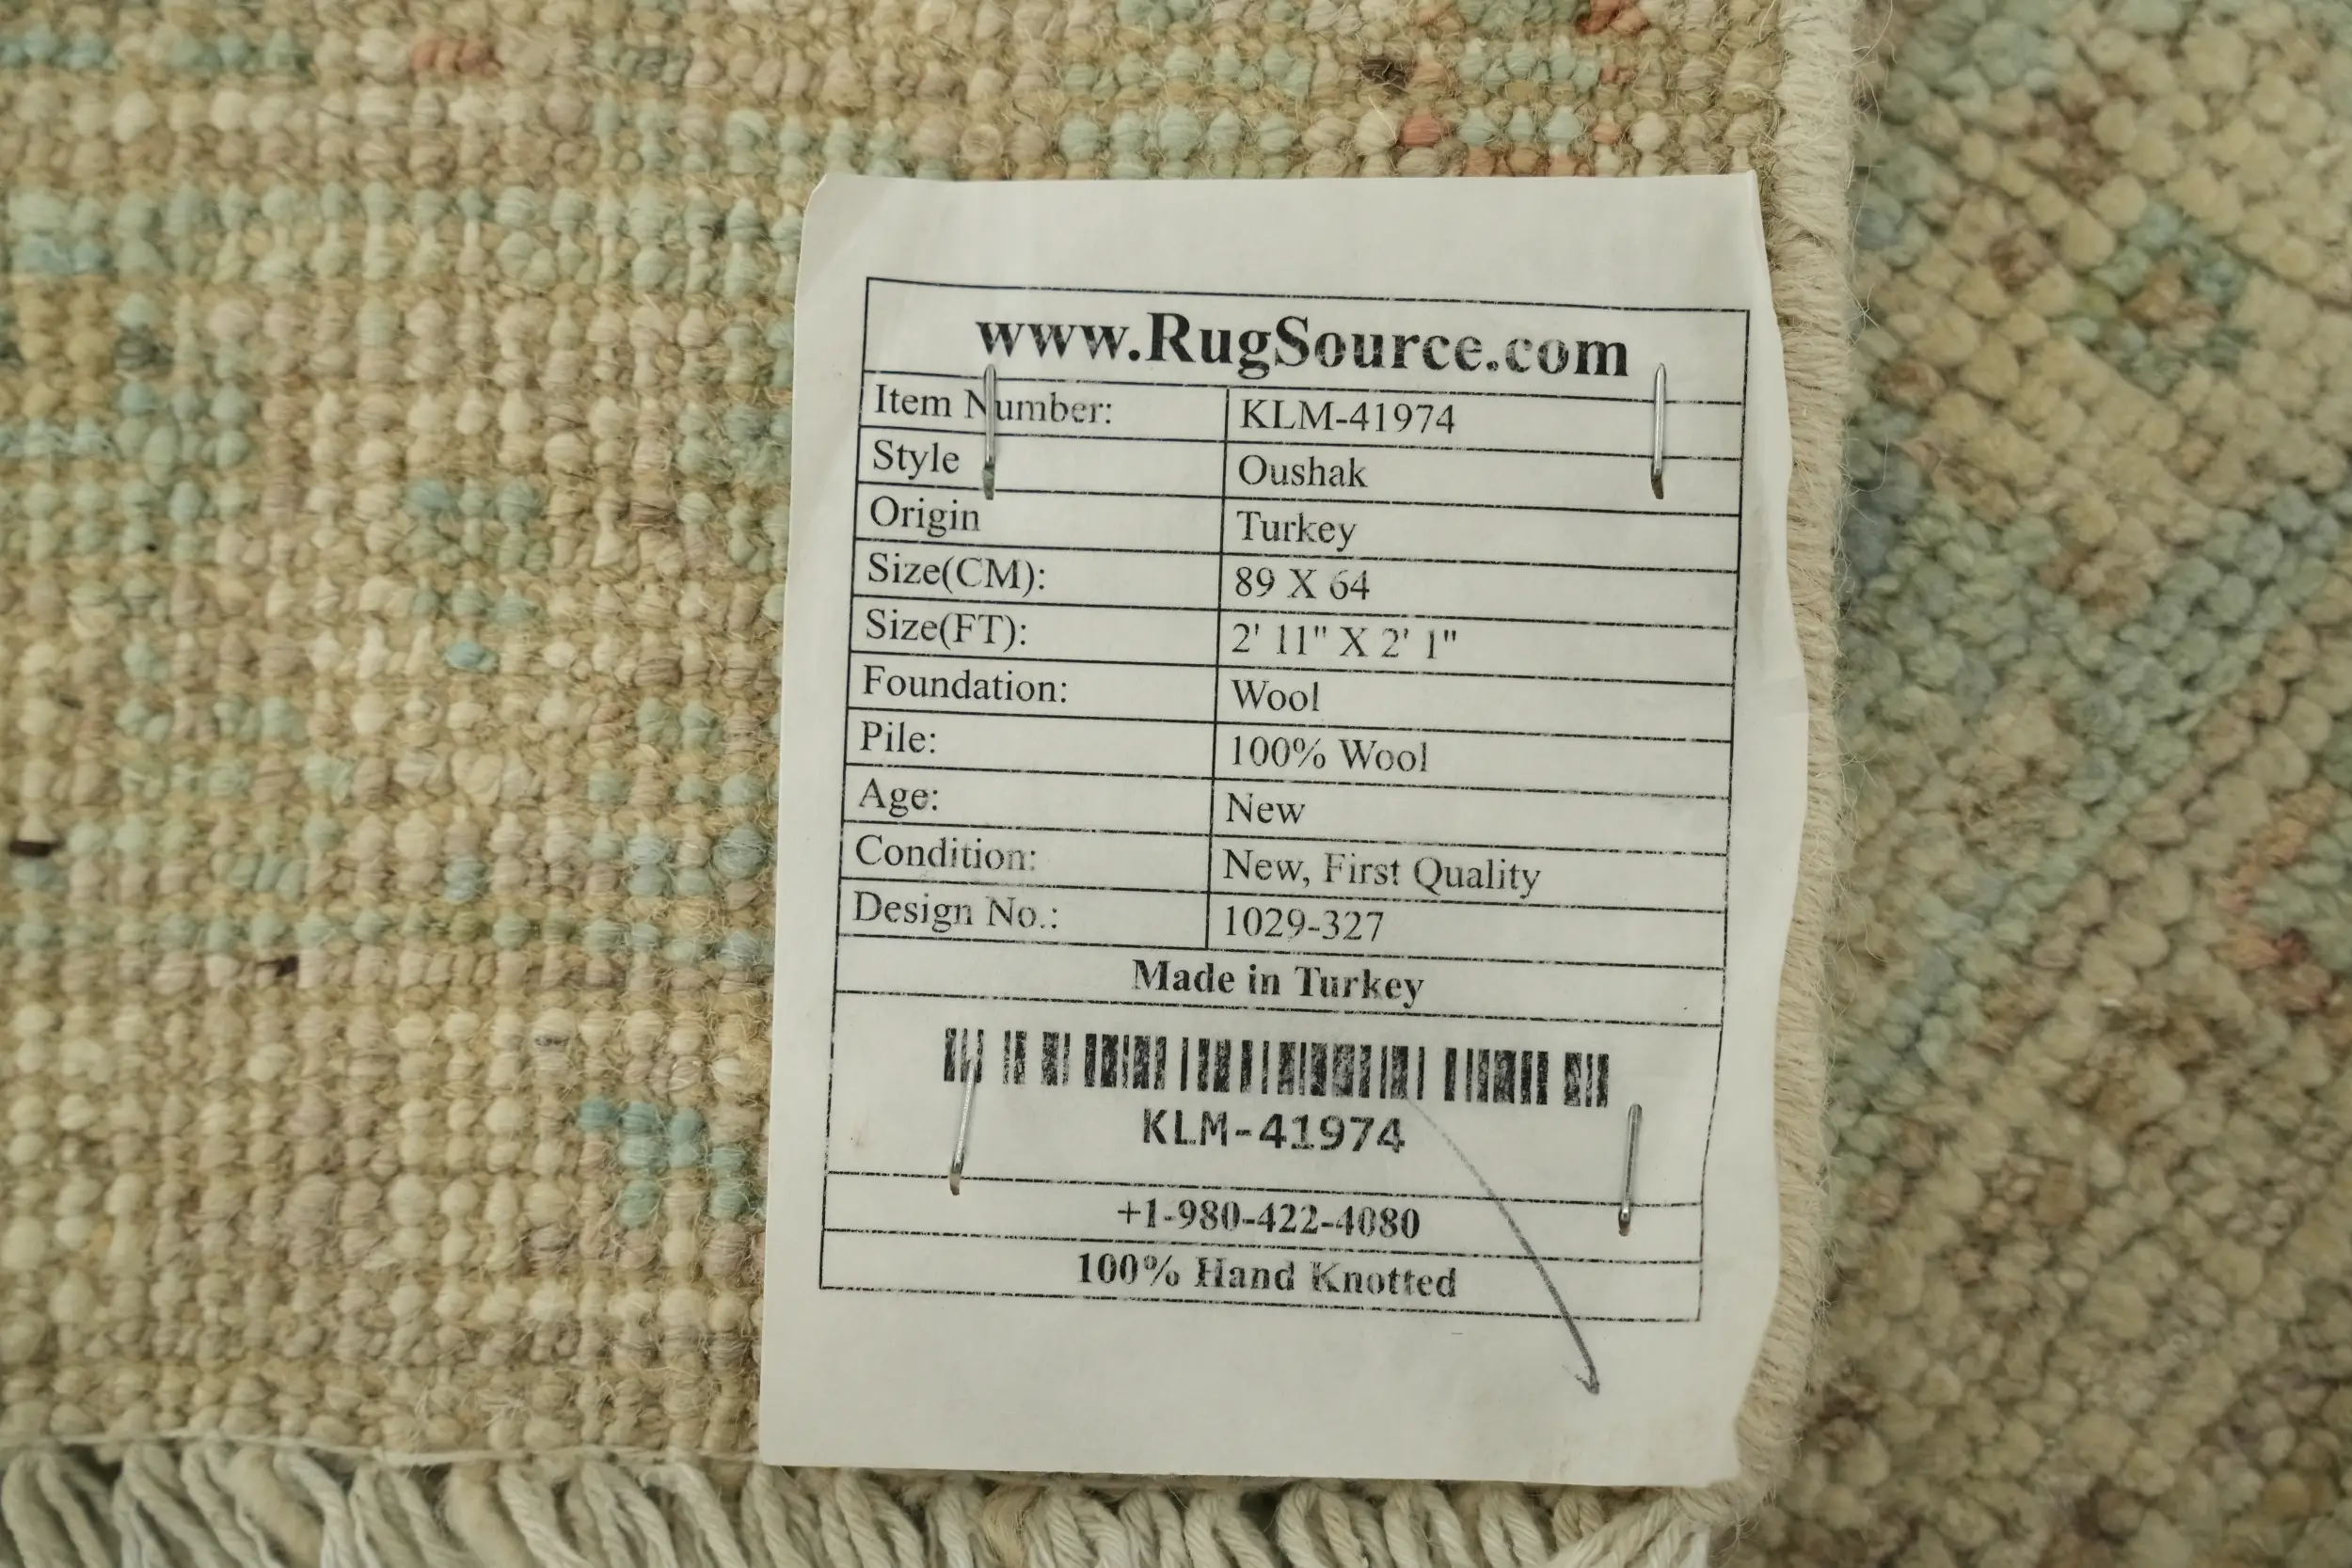 www.RugSource.com
Item Number: KLM-41974
Style Oushak
Origin Turkey
Size(CM): 89 X 64
Size(FT): 2' 11" X 2' 1"
Foundation: Wool
Pile: 100% Wool
Age: New
Condition: New, First Quality
Design No.: 1029-327
Made in Turkey
KLM-41974
+1-980-422-4080
100% Hand Knotted